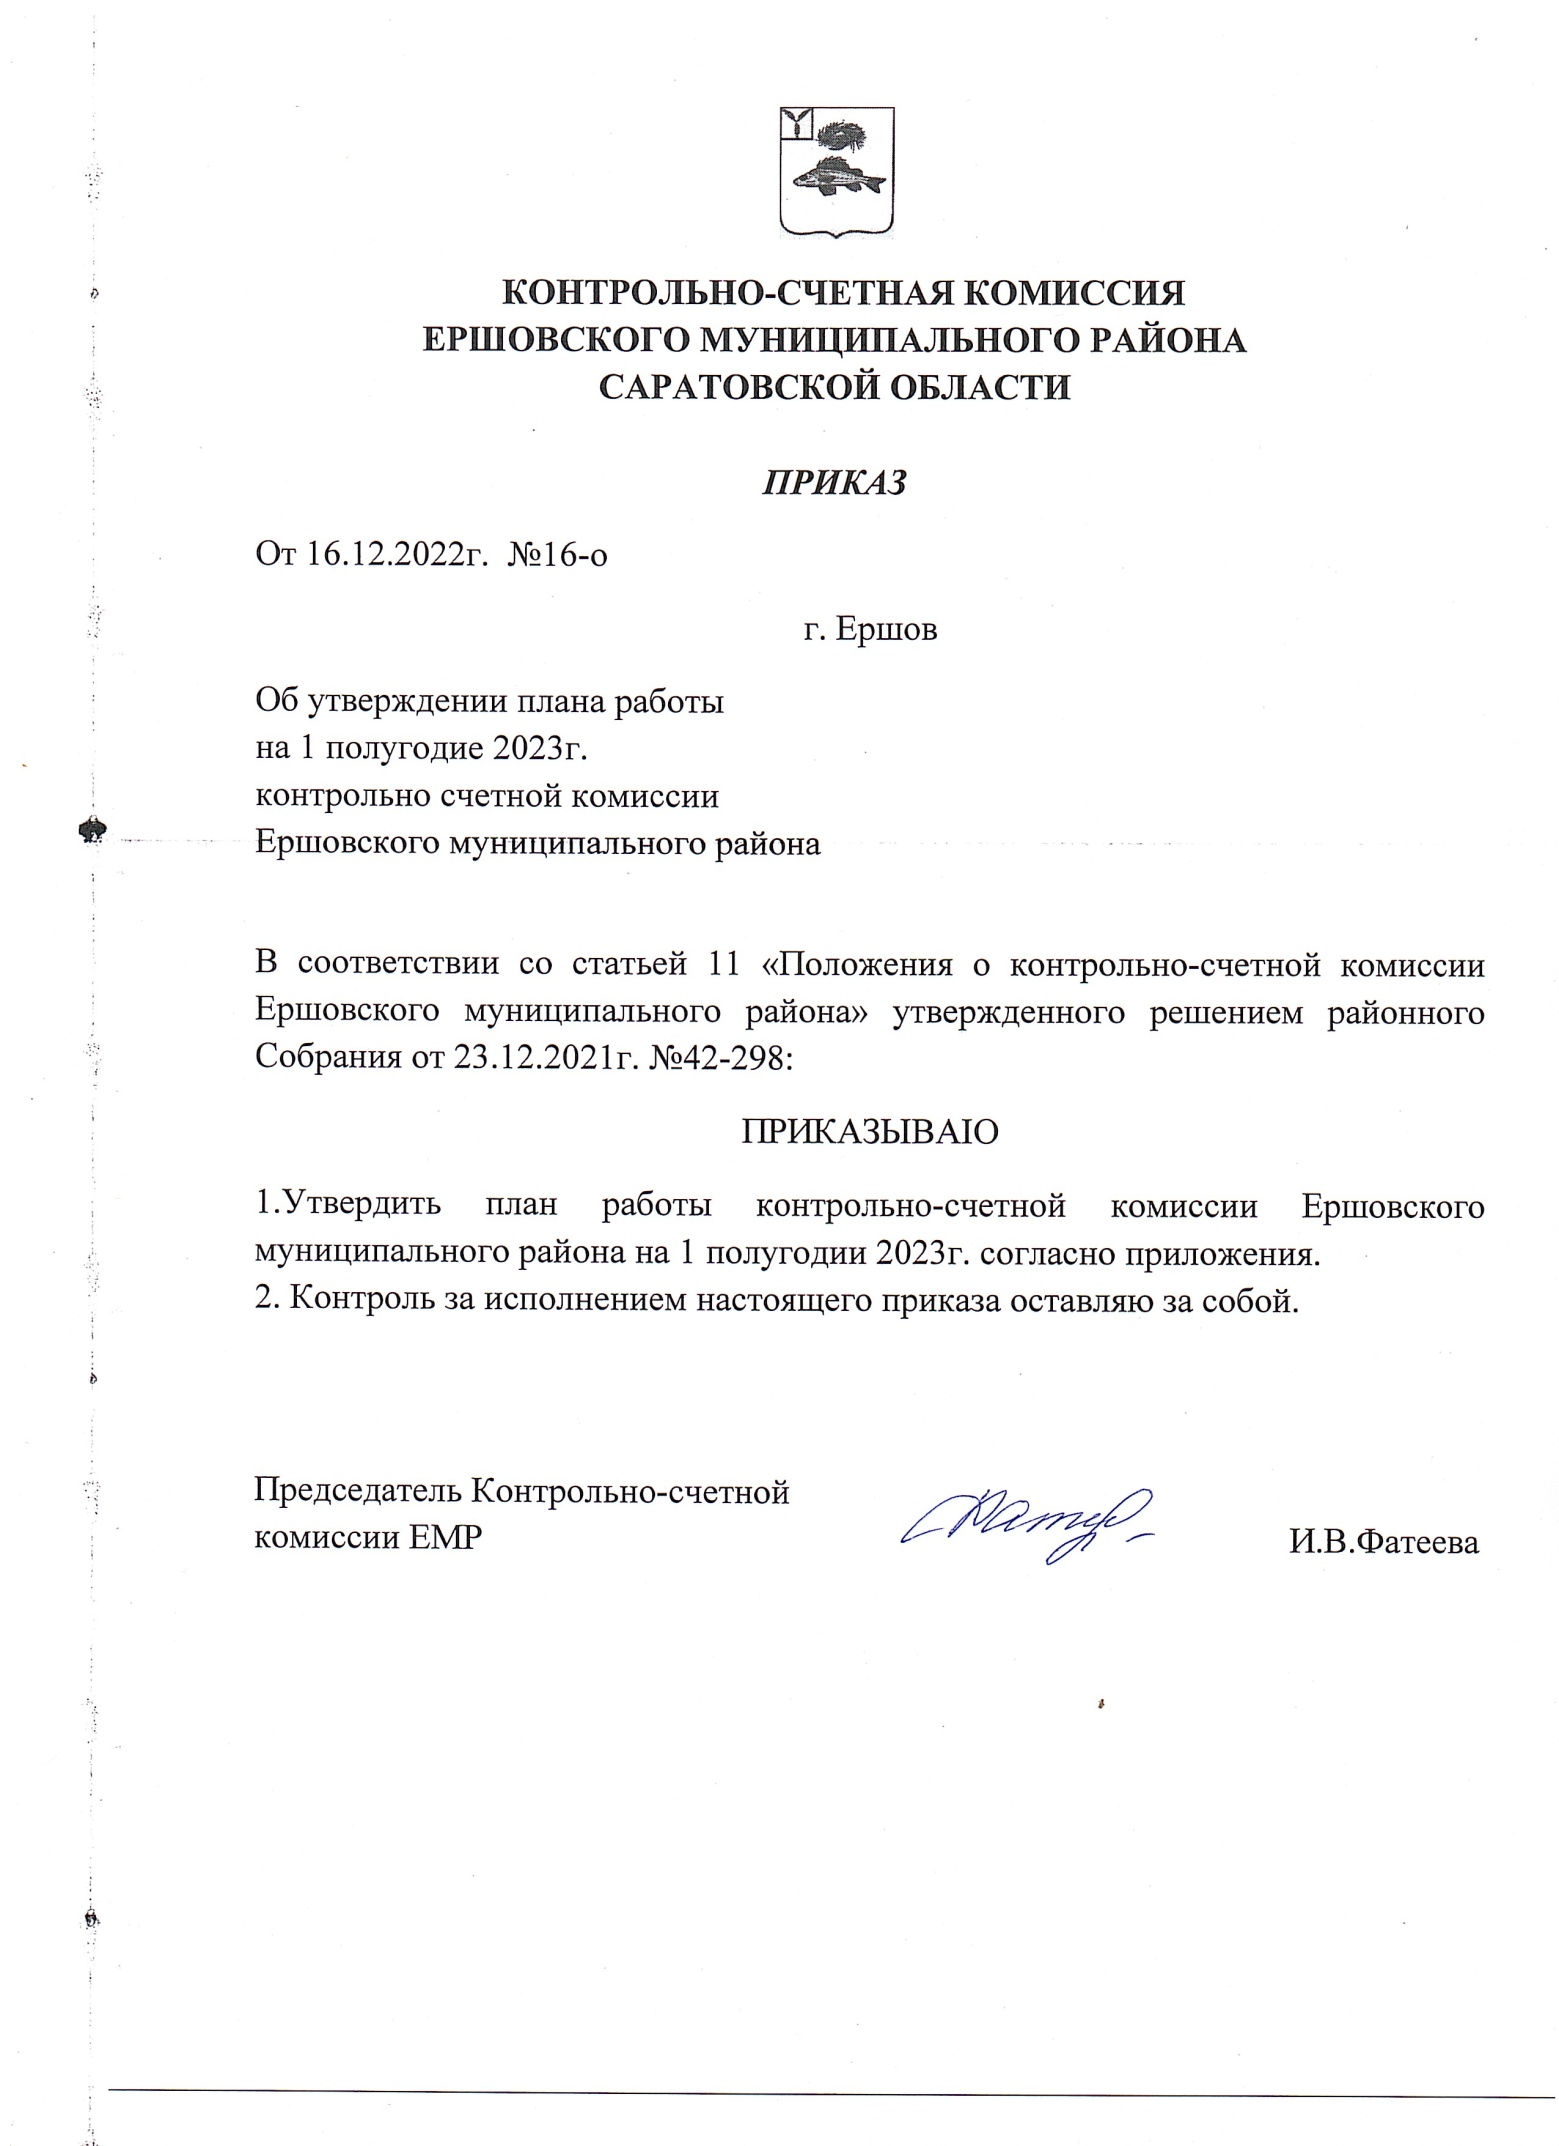 КОНТРОЛЬНО-СЧЕТНАЯ КОМИССИЯ
ЕРШОВСКОГО МУНИЦИПАЛЬНОГО РАЙОНА
САРАТОВСКОЙ ОБЛАСТИ
ПРИКАЗ
От 16.12.2022г. №16-о
г. Ершов
Об утверждении плана работы
на 1 полугодие 2023г.
контрольно счетной комиссии
Ершовского муниципального района
В соответствии со статьей 11 «Положения о контрольно-счетной комиссии
Ершовского муниципального района» утвержденного решением районного
Собрания от 23.12.2021г. №42-298:
ПРИКАЗЫВАЮ
1.Утвердить план работы контрольно-счетной комиссии Ершовского
муниципального района на 1 полугодии 2023г. согласно приложения.
2. Контроль за исполнением настоящего приказа оставляю за собой.
Председатель Контрольно-счетной
комиссии ЕМР
И.В.Фатеева